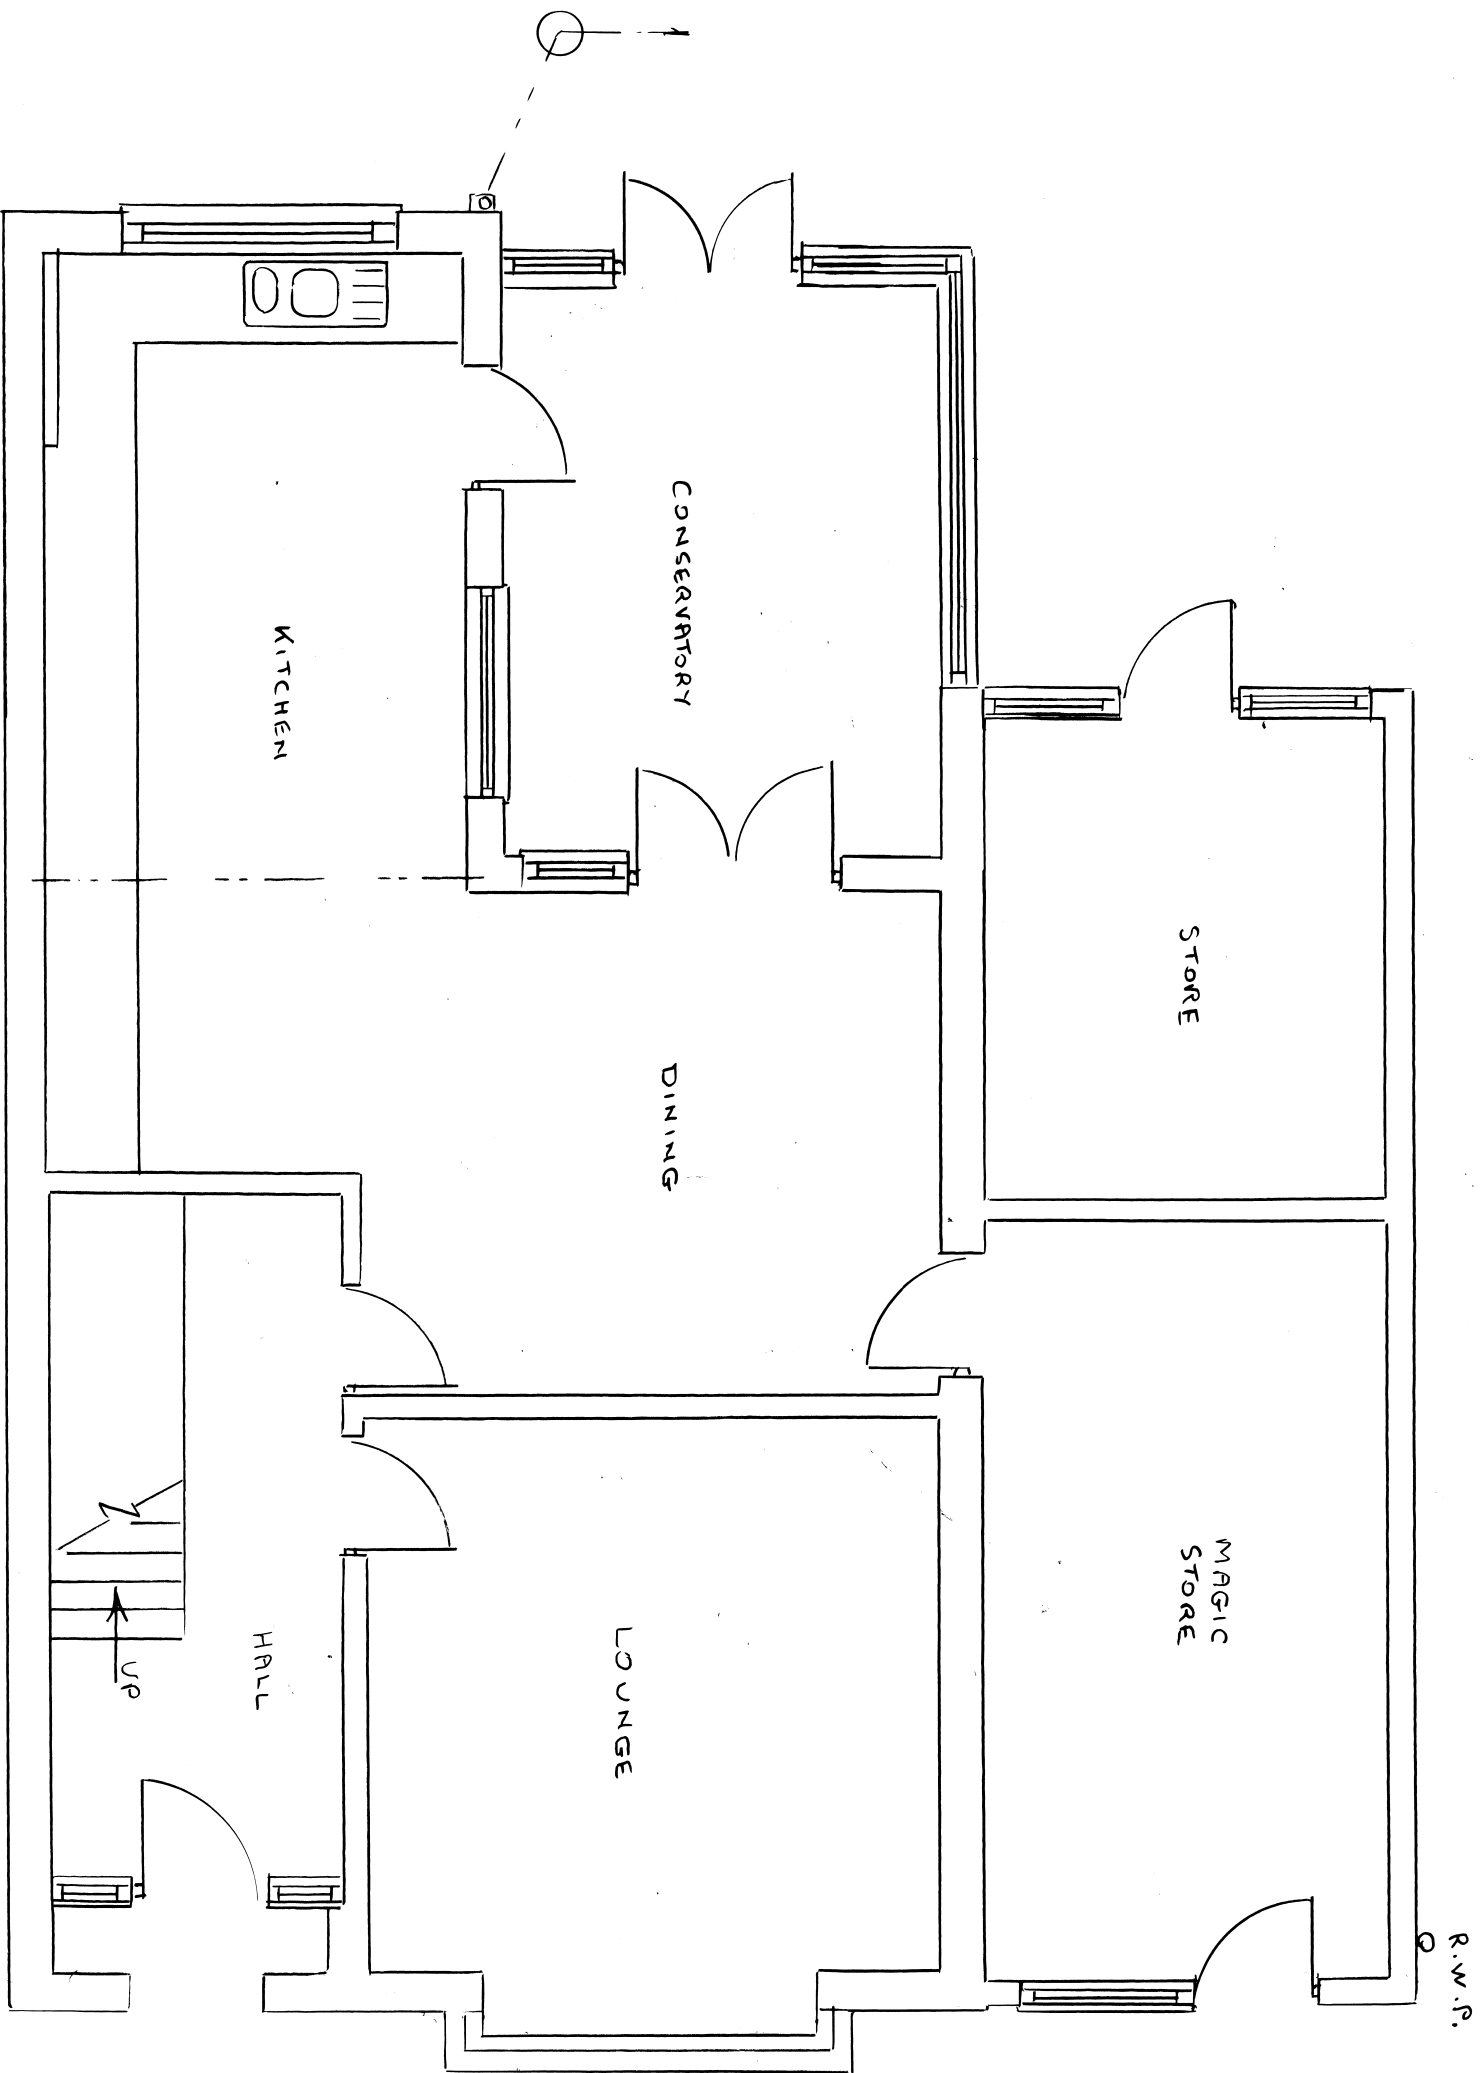 CONSERVATORY
KITCHEN
STORE
DINING
MAGIC
STORE
LOUNGE
HALL
UP
R.W.P.